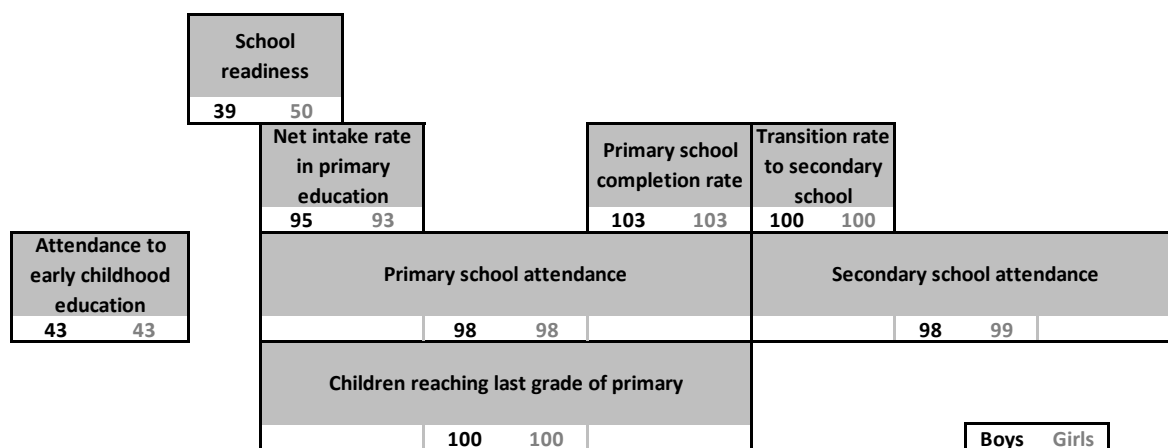 School
readiness
39 50
Net intake rate
in primary
education
95 93
Primary school
completion rate
103 103
Transition rate
to secondary
school
100 100
Attendance to
early childhood
education
43 43
Primary school attendance
98 98
Secondary school attendance
98 99
Children reaching last grade of primary
100 100
Boys Girls